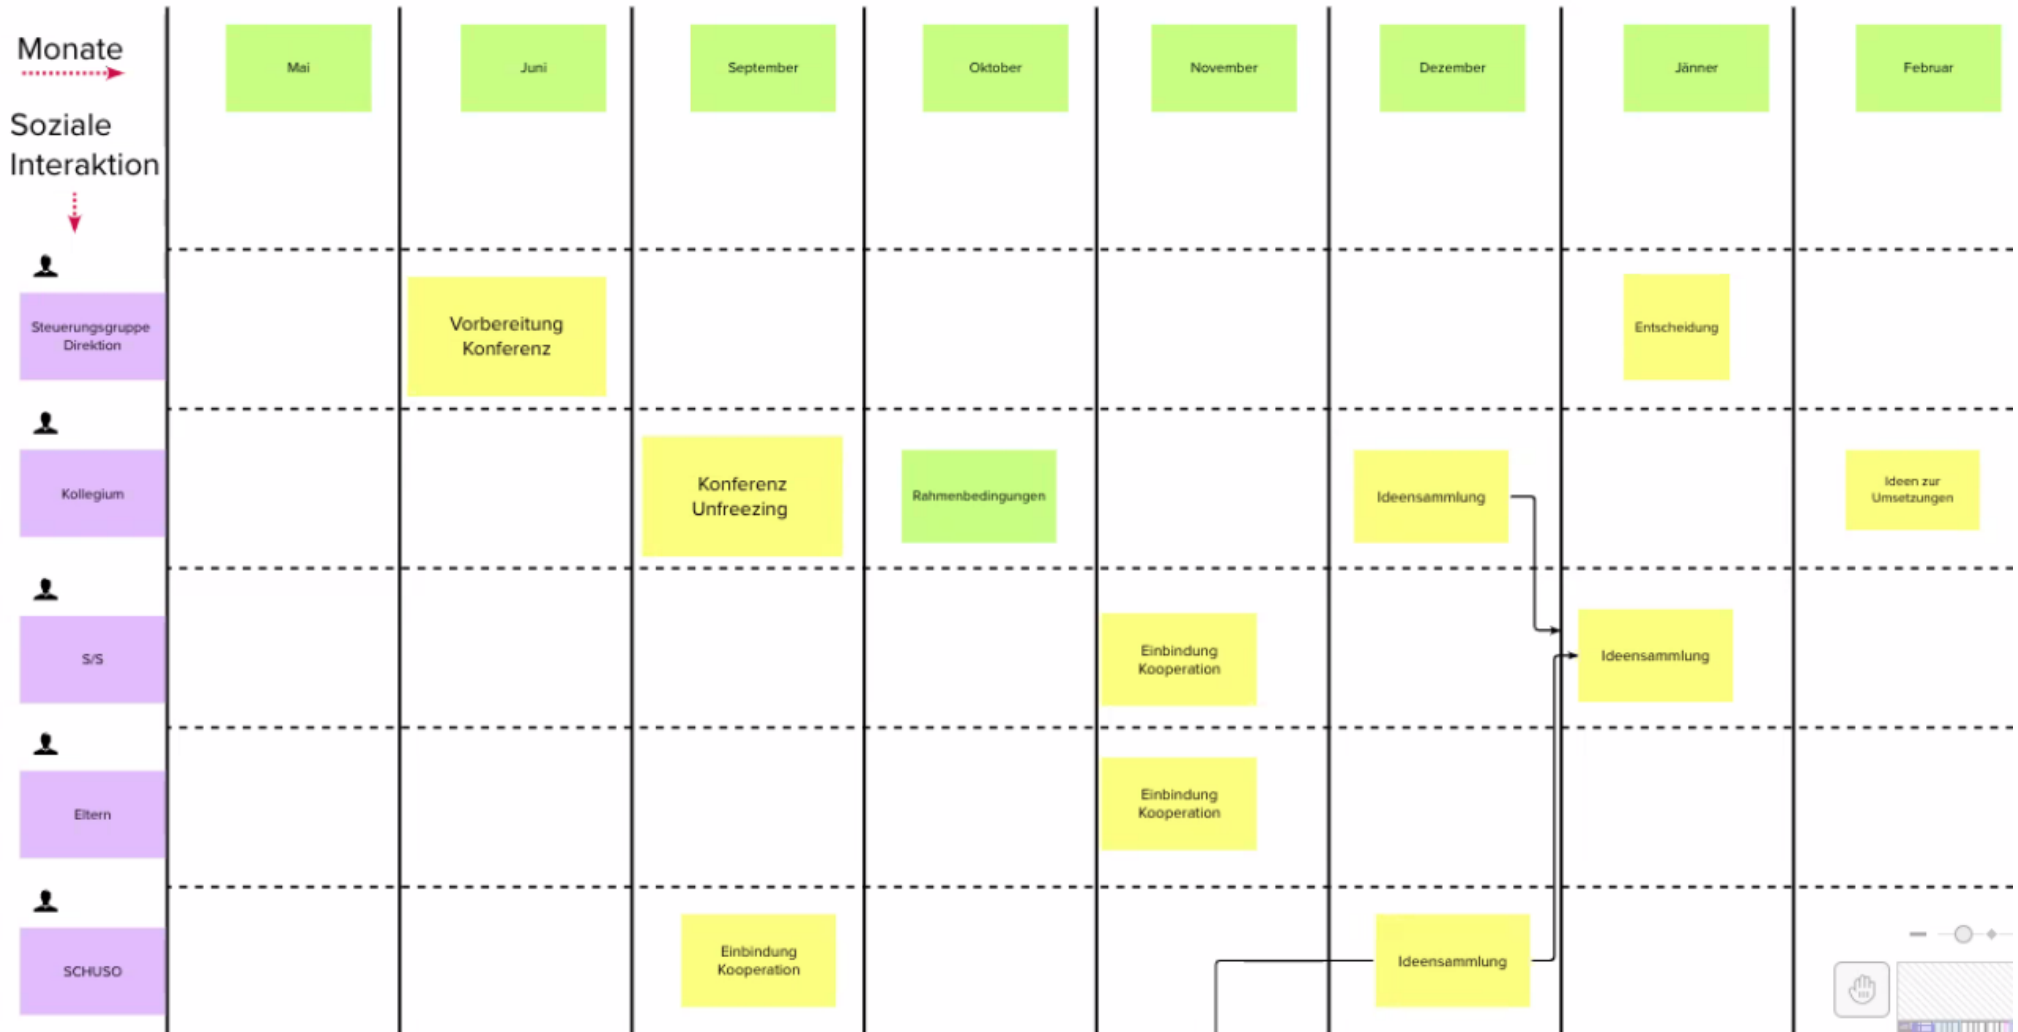 Monate
Mai
Juni
September
Oktober
November
Dezember
Jänner
Februar
Soziale
Interaktion
Steuerungsgruppe
Direktion
Vorbereitung
Konferenz
Entscheidung
Kollegium
Konferenz
Unfreezing
Rahmenbedingungen
Ideensammlung
Ideen zur
Umsetzungen
S/S
Einbindung
Kooperation
Ideensammlung
Eltern
Einbindung
Kooperation
SCHUSO
Einbindung
Kooperation
Ideensammlung